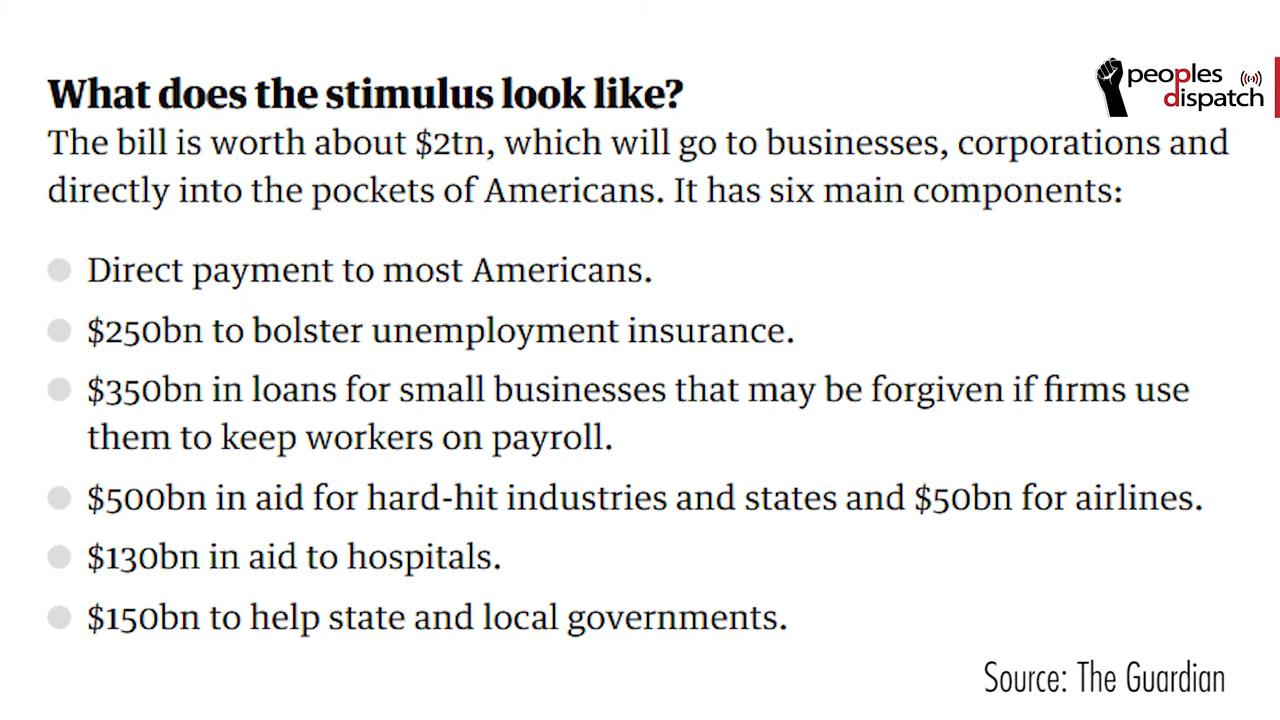 peoples
dispatch
What does the stimulus look like?
The bill is worth about $2tn, which will go to businesses, corporations and
directly into the pockets of Americans. It has six main components:
Direct payment to most Americans.
$250bn to bolster unemployment insurance.
$350bn in loans for small businesses that may be forgiven if firms use
them to keep workers on payroll.
$500bn in aid for hard-hit industries and states and $50bn for airlines.
$130bn in aid to hospitals.
$150bn to help state and local governments.
Source: The Guardian